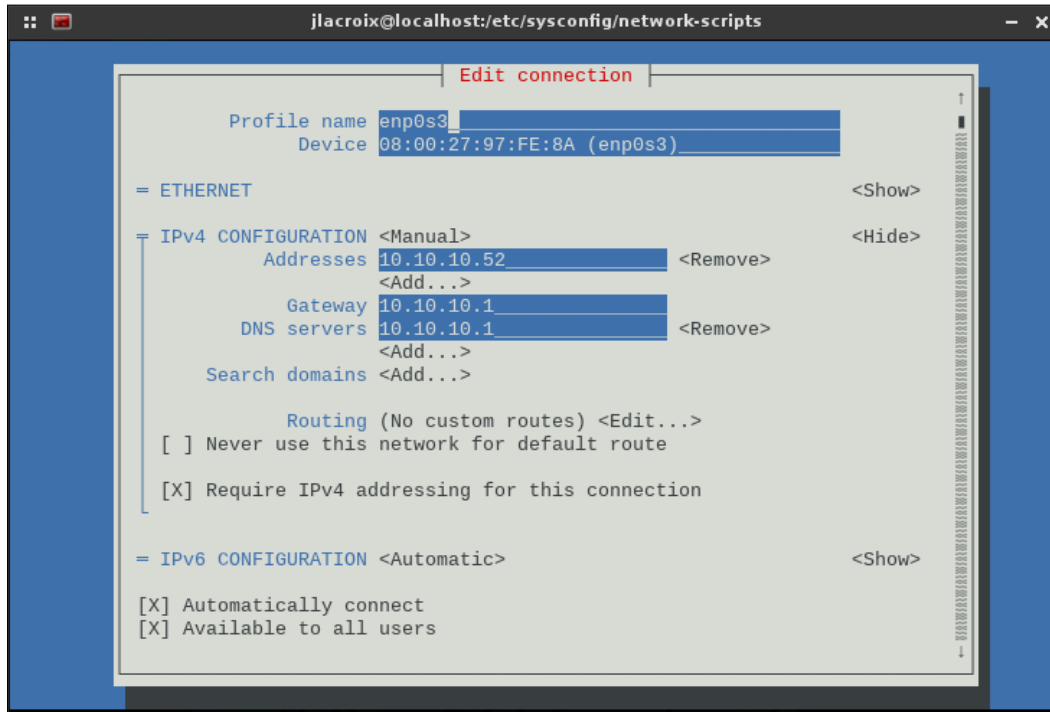 jlacroix@localhost:/etc/sysconfig/network-scripts
Edit connection
Profile name enp0s3
Device 08:00:27:97:FE:8A (enp0s3)
= ETHERNET <Show>
= IPv4 CONFIGURATION <Manual> <Hide>
Addresses 10.10.10.52 <Remove>
<Add...>
Gateway 10.10.10.1
DNS servers 10.10.10.1 <Remove>
<Add...>
Search domains <Add...>
Routing (No custom routes) <Edit...>
[ ] Never use this network for default route
[X] Require IPv4 addressing for this connection
= IPv6 CONFIGURATION <Automatic> <Show>
[X] Automatically connect
[X] Available to all users